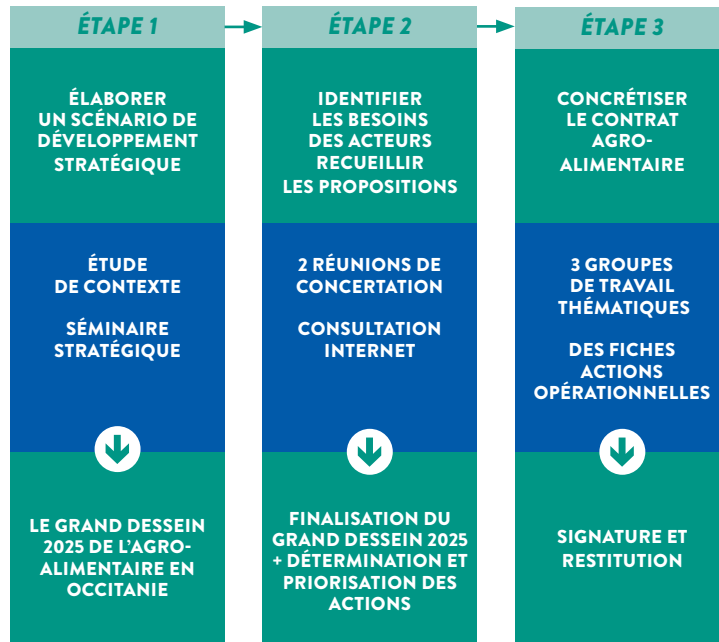 ÉTAPE 1
ÉLABORER
UN SCÉNARIO DE
DÉVELOPPEMENT
STRATÉGIQUE
ÉTUDE
DE CONTEXTE
SÉMINAIRE
STRATÉGIQUE
LE GRAND DESSEIN
2025 DE L'AGRO-
ALIMENTAIRE EN
OCCITANIE
ÉTAPE 2
IDENTIFIER
LES BESOINS
DES ACTEURS
RECUEILLIR
LES PROPOSITIONS
2 RÉUNIONS DE
CONCERTATION
CONSULTATION
INTERNET
FINALISATION DU
GRAND DESSEIN 2025
+ DÉTERMINATION ET
PRIORISATION DES
ACTIONS
ÉTAPE 3
CONCRÉTISER
LE CONTRAT
AGRO-
ALIMENTAIRE
3 GROUPES
DE TRAVAIL
THÉMATIQUES
DES FICHES
ACTIONS
OPÉRATIONNELLES
SIGNATURE ET
RESTITUTION